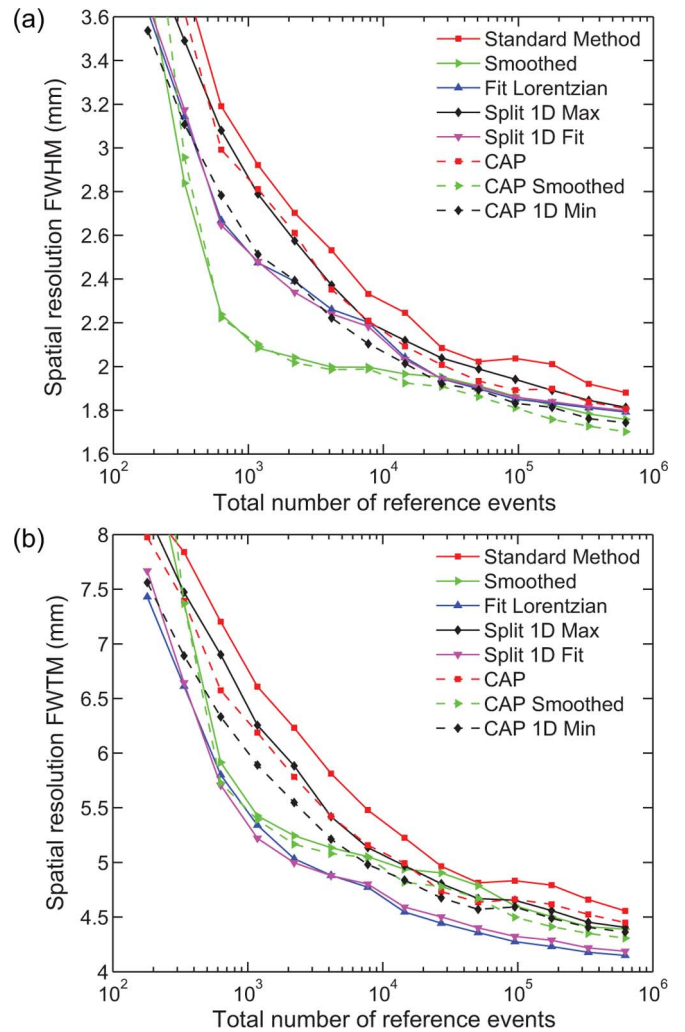 (a)
3.6
3.4
3.2
3
2.8
2.6
2.4
2.2
2
1.8
1.6
Spatial resolution FWHM (mm)
Standard Method
Smoothed
Fit Lorentzian
Split 1D Max
Split 1D Fit
CAP
CAP Smoothed
CAP 1D Min
10^2
10^3
10^4
10^5
10^6
Total number of reference events
(b)
8
7.5
7
6.5
6
5.5
5
4.5
4
Spatial resolution FWTM (mm)
Standard Method
Smoothed
Fit Lorentzian
Split 1D Max
Split 1D Fit
CAP
CAP Smoothed
CAP 1D Min
10^2
10^3
10^4
10^5
10^6
Total number of reference events